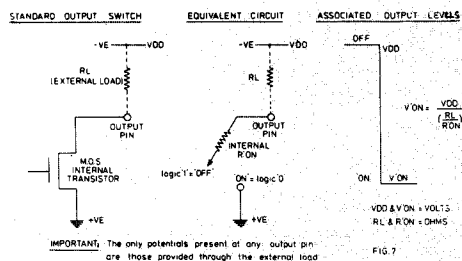 STANDARD OUTPUT SWITCH
EQUIVALENT CIRCUIT
ASSOCIATED OUTPUT LEVELS
-VE VDD
RL
(EXTERNAL LOAD)
OUTPUT
PIN
M.O.S
INTERNAL
TRANSISTOR
+VE
-VE VDD
RL
OUTPUT
PIN
INTERNAL
R'ON
logic '1' = 'OFF'
'ON' = logic '0'
+VE
OFF
VDD
V'ON = VDD
(RL
R'ON)
'ON V'ON
VDD & V'ON = VOLTS
RL & R'ON = OHMS
IMPORTANT: The only potentials present at any output pin
are those provided through the external load
FIG.7